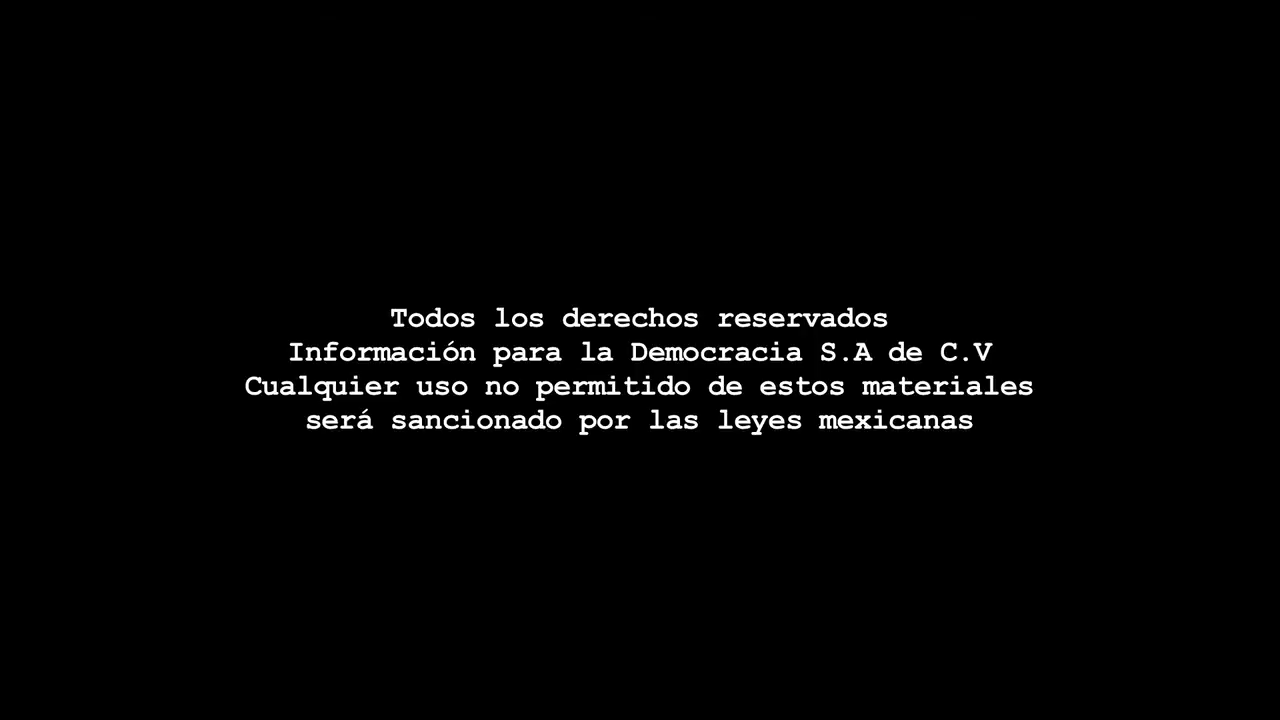 Todos los derechos reservados
Información para la Democracia S.A de C.V
Cualquier uso no permitido de estos materiales
será sancionado por las leyes mexicanas